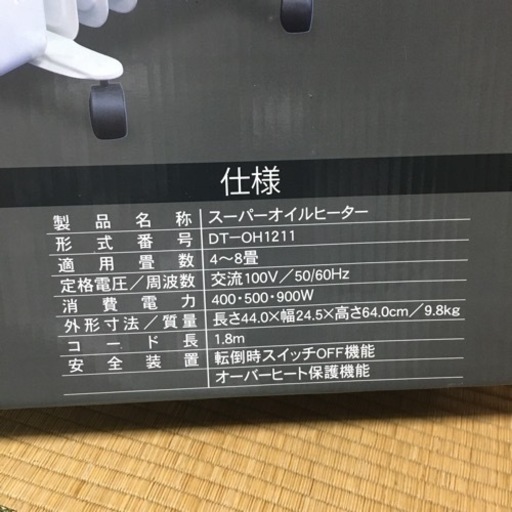 仕様
製品名称 スーパーオイルヒーター
形式番号 DT-OH1211
適用畳数 4〜8畳
定格電圧／周波数 交流100V／50/60Hz
消費電力 400・500・900W
外形寸法／質量 長さ44.0×幅24.5×高さ64.0cm／9.8kg
コード長 1.8m
安全装置 転倒時スイッチOFF機能
オーバーヒート保護機能